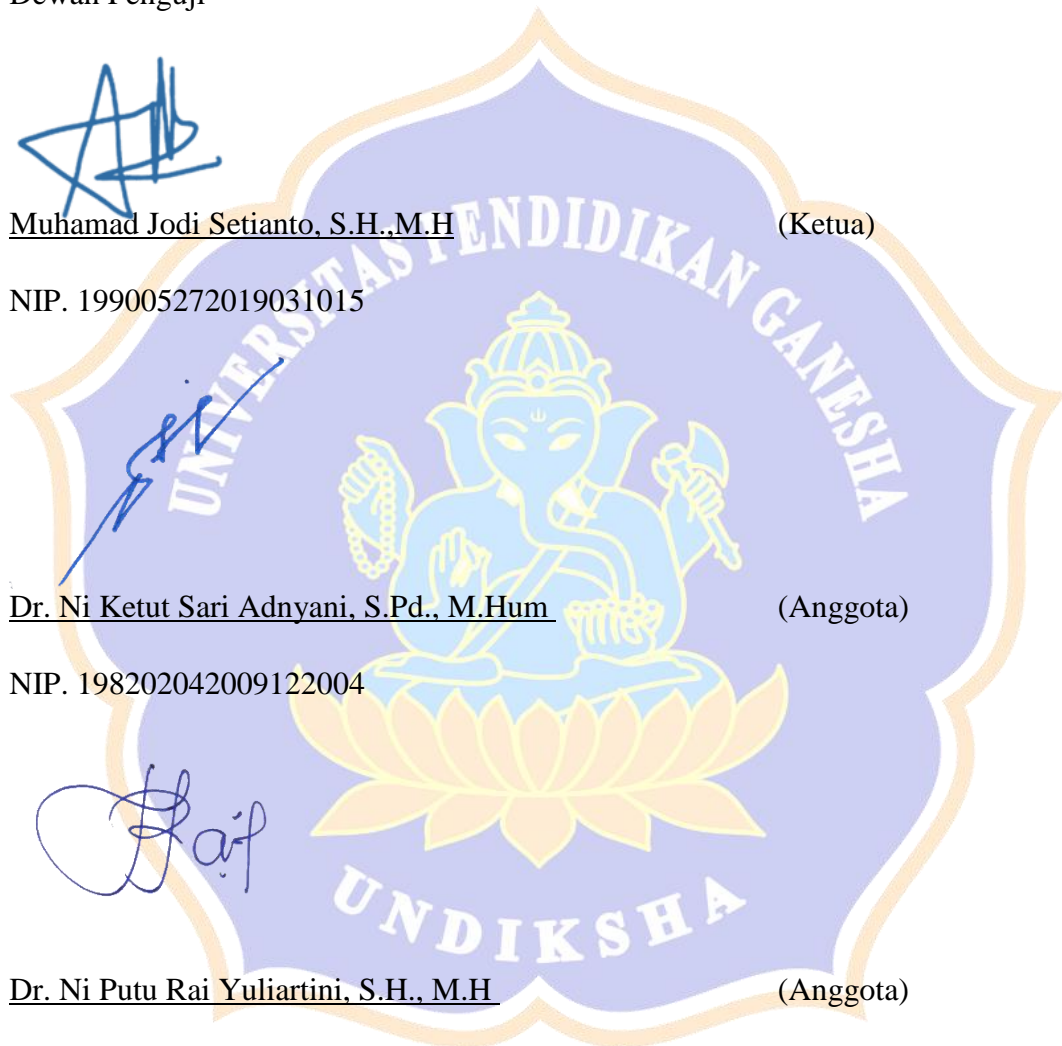 Dewan Penguji
Muhamad Jodi Setianto, S.H.,M.H (Ketua)
NIP. 199005272019031015
Dr. Ni Ketut Sari Adnyani, S.Pd., M.Hum (Anggota)
NIP. 198202042009122004
Dr. Ni Putu Rai Yuliartini, S.H., M.H (Anggota)
UNIVERSITAS PENDIDIKAN GANESHA
UNDIKSHA